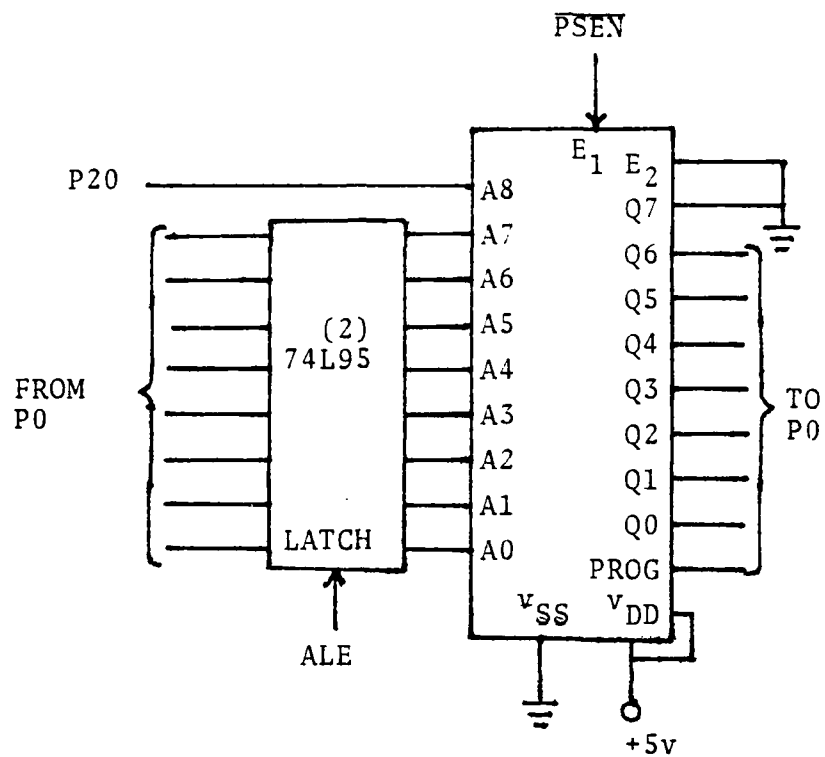 PSEN
E1 E2
P20
A8
Q7
A7
Q6
A6
Q5
(2)
A5
74L95
Q4
A4
FROM
P0
Q3
A3
TO
P0
Q2
A2
Q1
A1
Q0
LATCH
A0
PROG
VSS VDD
ALE
+5v